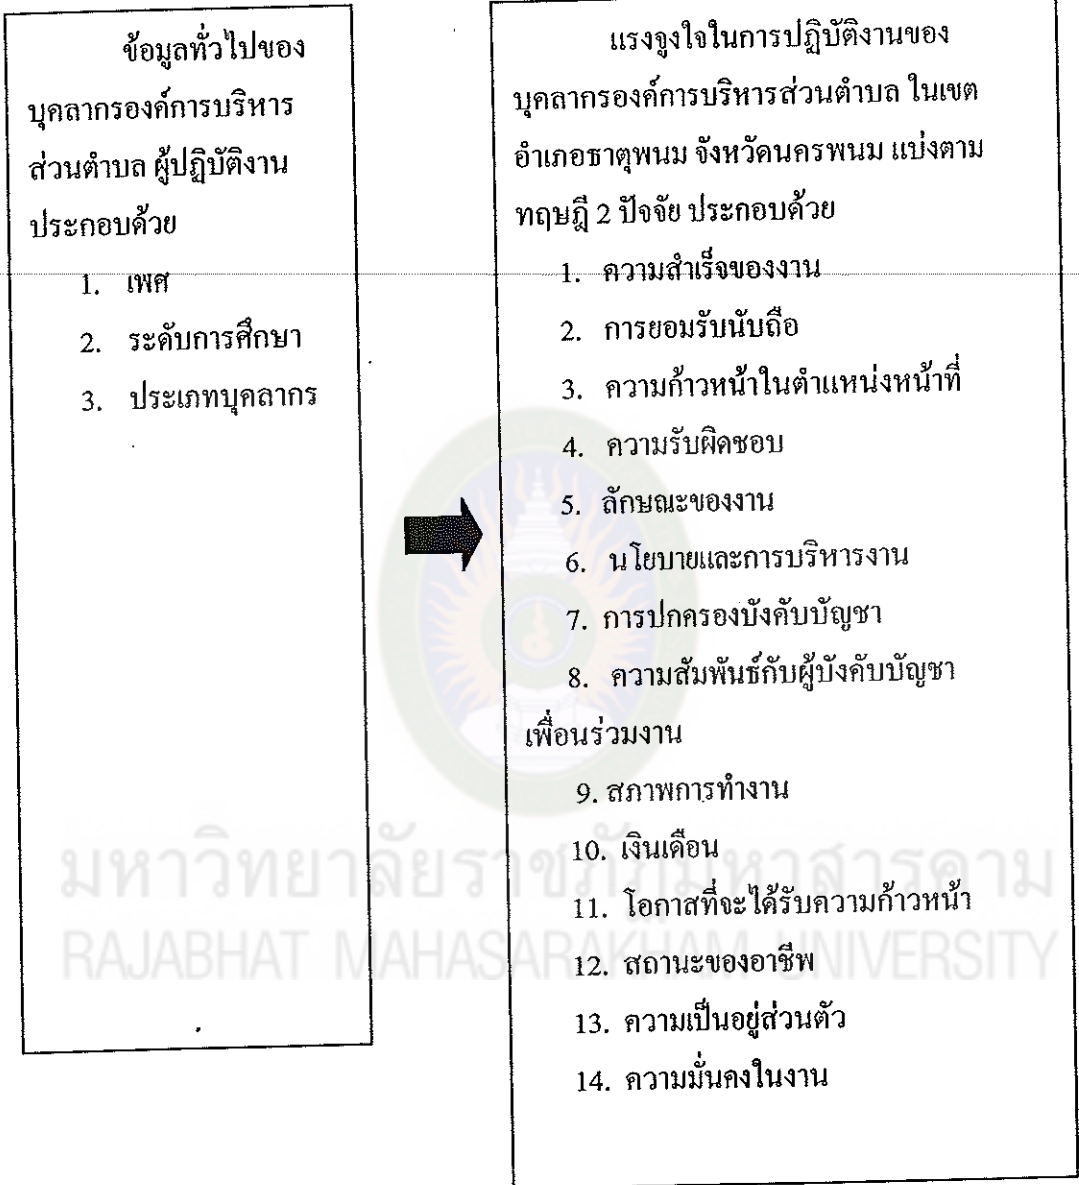 ข้อมูลทั่วไปของ
บุคลากรองค์การบริหาร
ส่วนตำบล ผู้ปฏิบัติงาน
ประกอบด้วย
1. เพศ
2. ระดับการศึกษา
3. ประเภทบุคลากร
แรงจูงใจในการปฏิบัติงานของ
บุคลากรองค์การบริหารส่วนตำบล ในเขต
อำเภอธาตุพนม จังหวัดนครพนม แบ่งตาม
ทฤษฎี 2 ปัจจัย ประกอบด้วย
1. ความสำเร็จของงาน
2. การยอมรับนับถือ
3. ความก้าวหน้าในตำแหน่งหน้าที่
4. ความรับผิดชอบ
5. ลักษณะของงาน
6. นโยบายและการบริหารงาน
7. การปกครองบังคับบัญชา
8. ความสัมพันธ์กับผู้บังคับบัญชา
เพื่อนร่วมงาน
9. สภาพการทำงาน
10. เงินเดือน
11. โอกาสที่จะได้รับความก้าวหน้า
12. สถานะของอาชีพ
13. ความเป็นอยู่ส่วนตัว
14. ความมั่นคงในงาน
มหาวิทยาลัยราชภัฏมหาสารคาม
RAJABHAT MAHASARAKHAM UNIVERSITY